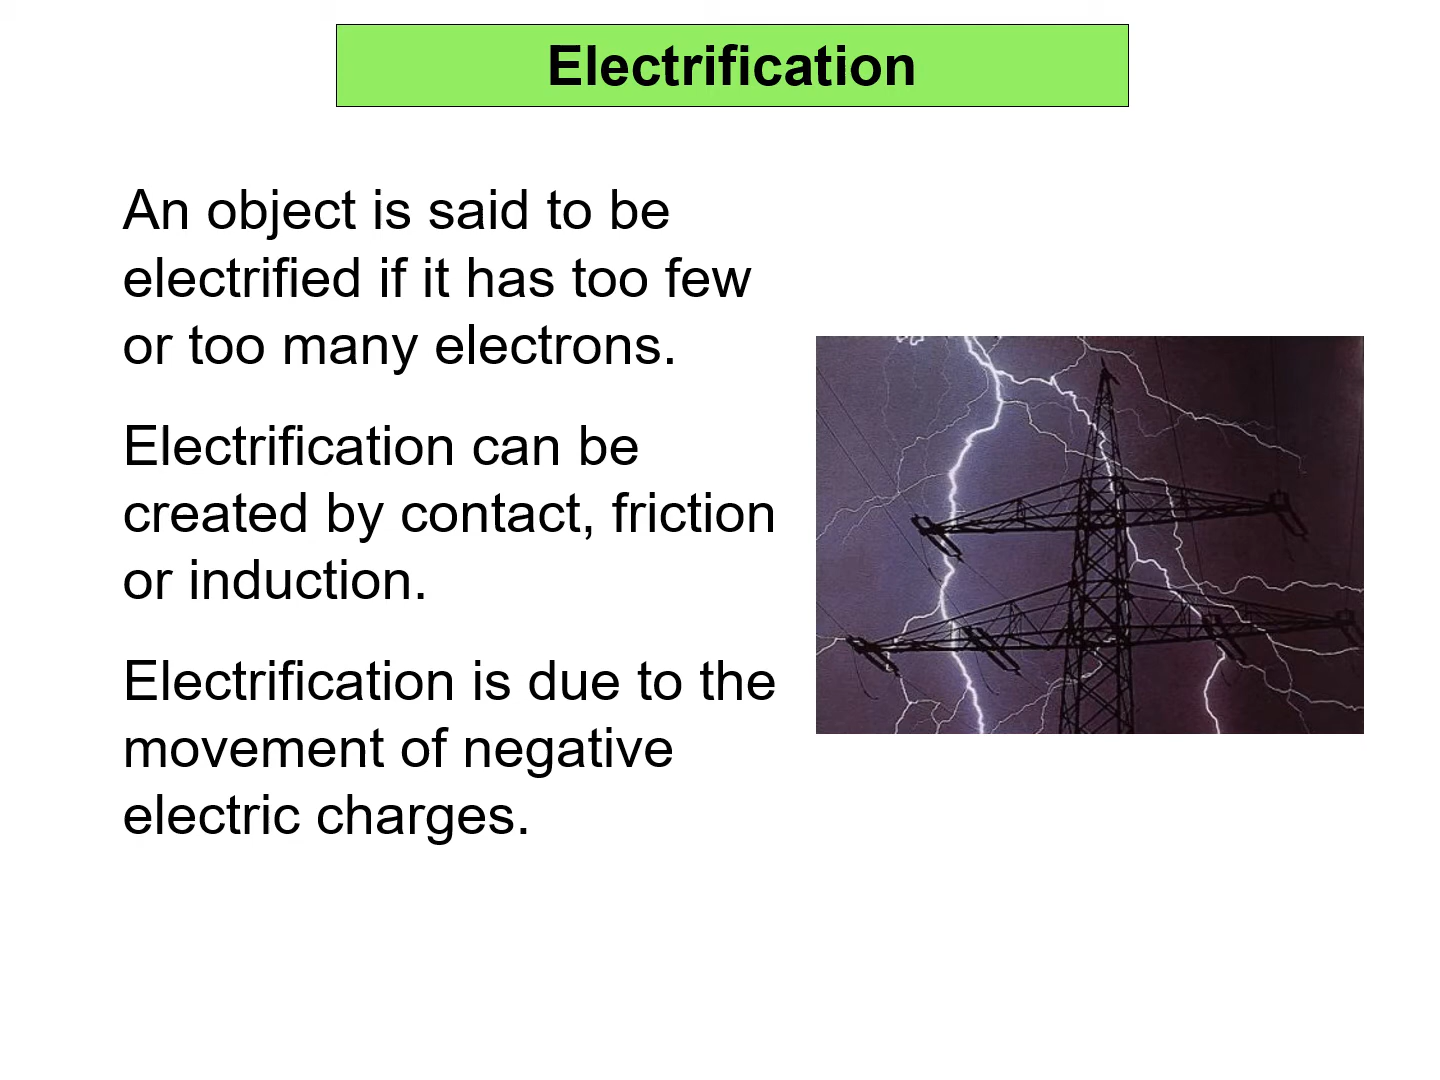 Electrification
An object is said to be
electrified if it has too few
or too many electrons.
Electrification can be
created by contact, friction
or induction.
Electrification is due to the
movement of negative
electric charges.